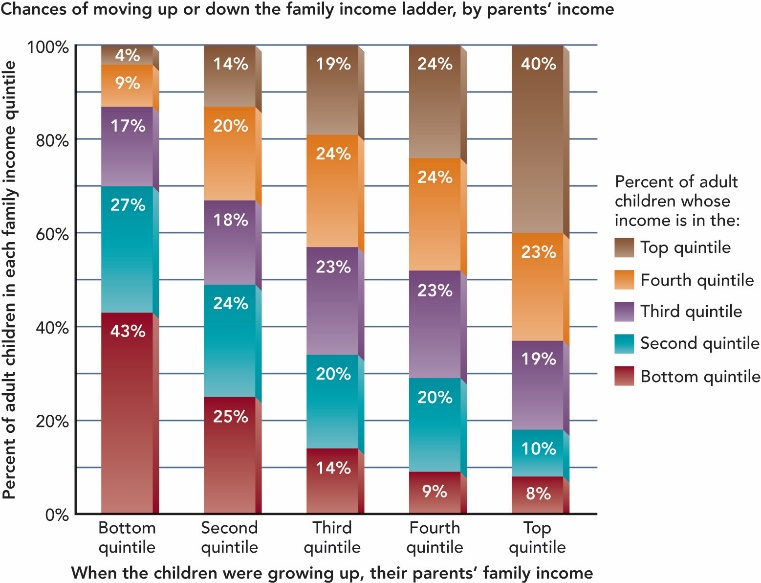 Chances of moving up or down the family income ladder, by parents’ income
Percent of adult children in each family income quintile
100%
80%
60%
40%
20%
0%
4%
9%
17%
27%
43%
14%
20%
18%
24%
25%
19%
24%
23%
20%
14%
24%
24%
23%
20%
9%
40%
23%
19%
10%
8%
Bottom
quintile
Second
quintile
Third
quintile
Fourth
quintile
Top
quintile
When the children were growing up, their parents’ family income
Percent of adult
children whose
income is in the:
Top quintile
Fourth quintile
Third quintile
Second quintile
Bottom quintile